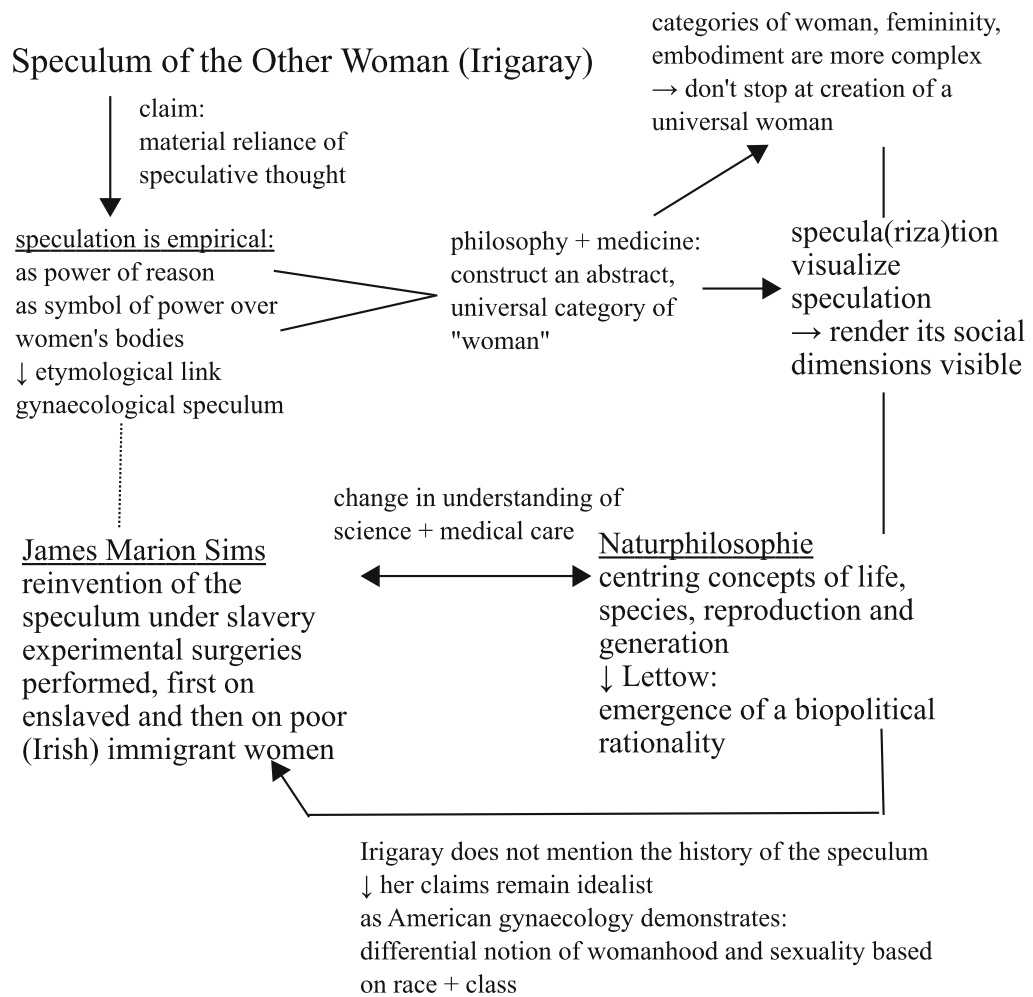 Speculum of the Other Woman (Irigaray)
claim:
material reliance of
speculative thought
categories of woman, femininity,
embodiment are more complex
→ don't stop at creation of a
universal woman
speculation is empirical:
as power of reason
as symbol of power over
women's bodies
↓ etymological link
gynaecological speculum
philosophy + medicine:
construct an abstract,
universal category of
"woman"
specula(riza)tion
visualize
speculation
→ render its social
dimensions visible
James Marion Sims
reinvention of the
speculum under slavery
experimental surgeries
performed, first on
enslaved and then on poor
(Irish) immigrant women
change in understanding of
science + medical care
Naturphilosophie
centring concepts of life,
species, reproduction and
generation
↓ Lettow:
emergence of a biopolitical
rationality
Irigaray does not mention the history of the speculum
↓ her claims remain idealist
as American gynaecology demonstrates:
differential notion of womanhood and sexuality based
on race + class